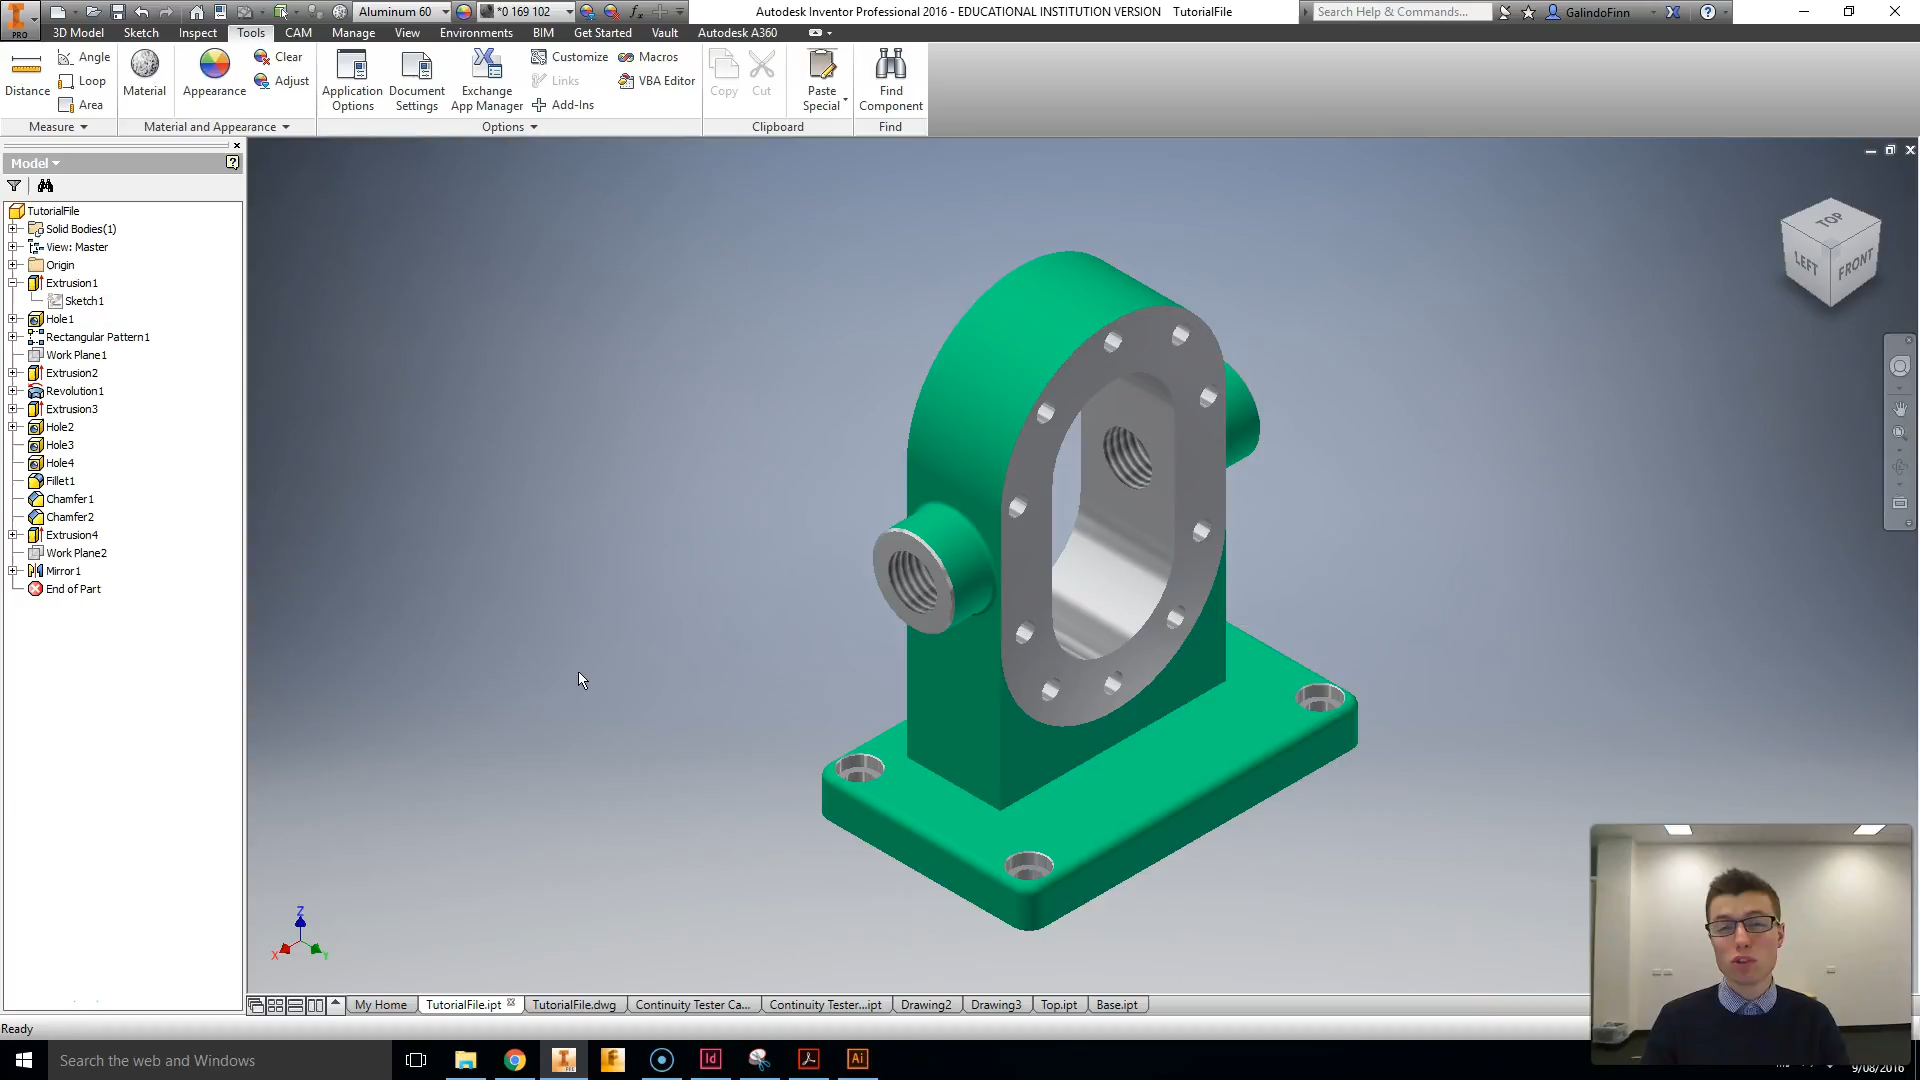 PRO
Aluminum 60
*0 169 102
Autodesk Inventor Professional 2016 - EDUCATIONAL INSTITUTION VERSION TutorialFile
Search Help & Commands...
GalindoFinn
3D Model
Sketch
Inspect
Tools
CAM
Manage
View
Environments
BIM
Get Started
Vault
Autodesk A360
Distance
Angle
Loop
Area
Measure
Material
Appearance
Clear
Adjust
Material and Appearance
Application Options
Document Settings
Exchange App Manager
Customize
Links
Add-Ins
Macros
VBA Editor
Options
Copy
Cut
Paste Special
Clipboard
Find Component
Find
Model
TutorialFile
Solid Bodies(1)
View: Master
Origin
Extrusion1
Sketch1
Hole1
Rectangular Pattern1
Work Plane1
Extrusion2
Revolution1
Extrusion3
Hole2
Hole3
Hole4
Fillet1
Chamfer1
Chamfer2
Extrusion4
Work Plane2
Mirror1
End of Part
TOP
LEFT
FRONT
Z
X
Y
My Home
TutorialFile.ipt
TutorialFile.dwg
Continuity Tester Ca...
Continuity Tester...ipt
Drawing2
Drawing3
Top.ipt
Base.ipt
Ready
Search the web and Windows
Id
Ai
9/08/2016